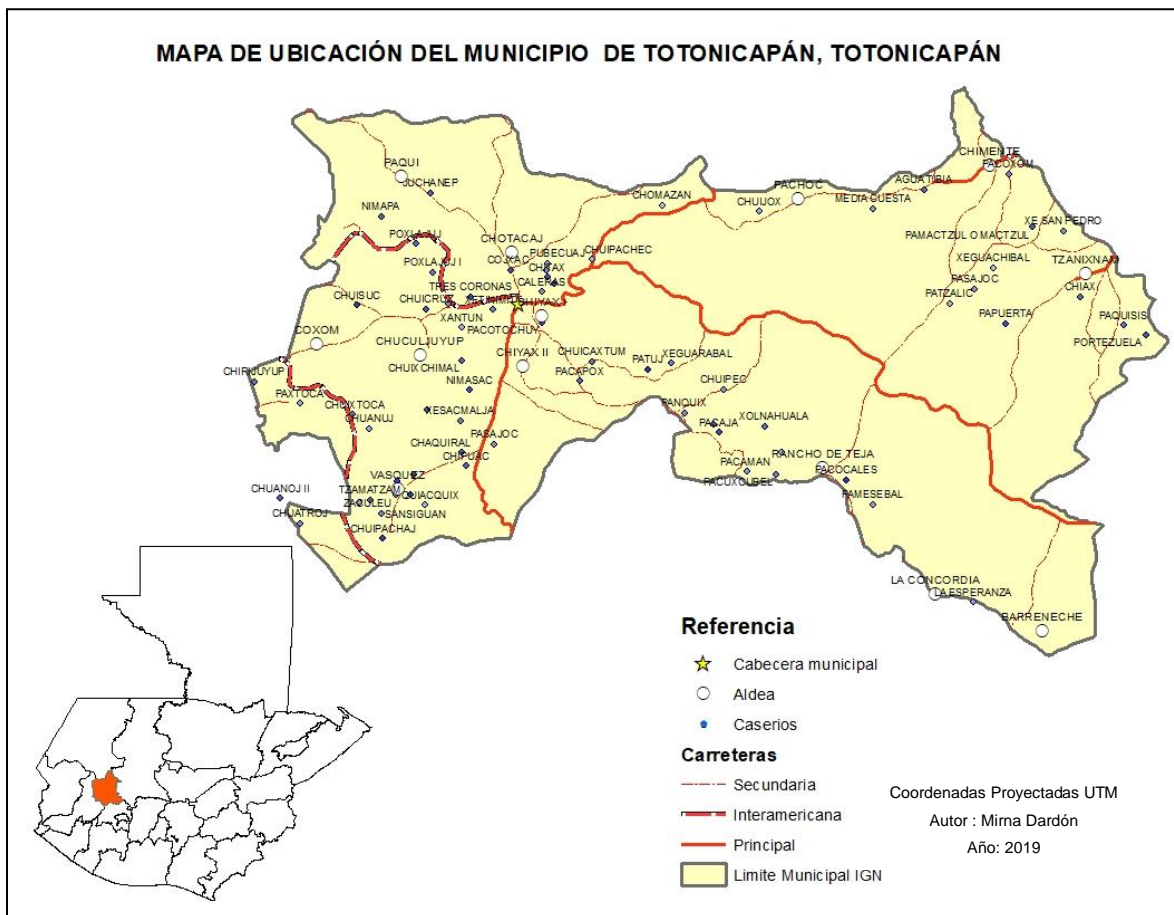 MAPA DE UBICACIÓN DEL MUNICIPIO DE TOTONICAPÁN, TOTONICAPÁN
CHIMENTE
PACOXOM
PAQUI
JUCHANEP
AGUA TIBIA
PACHOC
CHOMAZAN
CHUIJOX
MEDIA CUESTA
NIMAPA
XE SAN PEDRO
PAMACTZUL O MACTZUL
POXLAJUJ
CHOTACAJ
PUBECUAJ
CHUIPACHEC
XEGUACHIBAL
TZANIXNAM
POXLAJUJ I
CALERAS
PASAJOC
CHIAX
TRES CORONAS
CHUISUC
CHUICRUZ
PATZALIC
PAPUERTA
PAQUISIS
XANTUN
PACOTOCHUY
PORTEZUELA
COXOM
CHUCULJUYUP
CHIYAX II
CHUICAXTUM
PATUJ
XEGUARABAL
CHUIXCHIMAL
CHIRIJUYUP
NIMASAC
PACAPOX
CHUIPEC
PAXTOCA
CHUIXTOCA
XESACMALJA
PANQUIX
XOLNAHUALA
CHUANUJ
PACAJA
CHAQUIRAL
PASAJOC
CHIPUAC
RANCHO DE TEJA
VASQUEZ
PACAMAN
PACOCALES
CHUANOJ II
TZAMATZAM
QUIACQUIX
PACUXCUBEL
ZACULEU
SANSIGUAN
PAMESEBAL
CHUATROJ
CHUIPACHAJ
LA CONCORDIA
LA ESPERANZA
BARRENECHE
Referencia
Cabecera municipal
Aldea
Caserios
Carreteras
Secundaria
Interamericana
Principal
Limite Municipal IGN
Coordenadas Proyectadas UTM
Autor : Mirna Dardón
Año: 2019